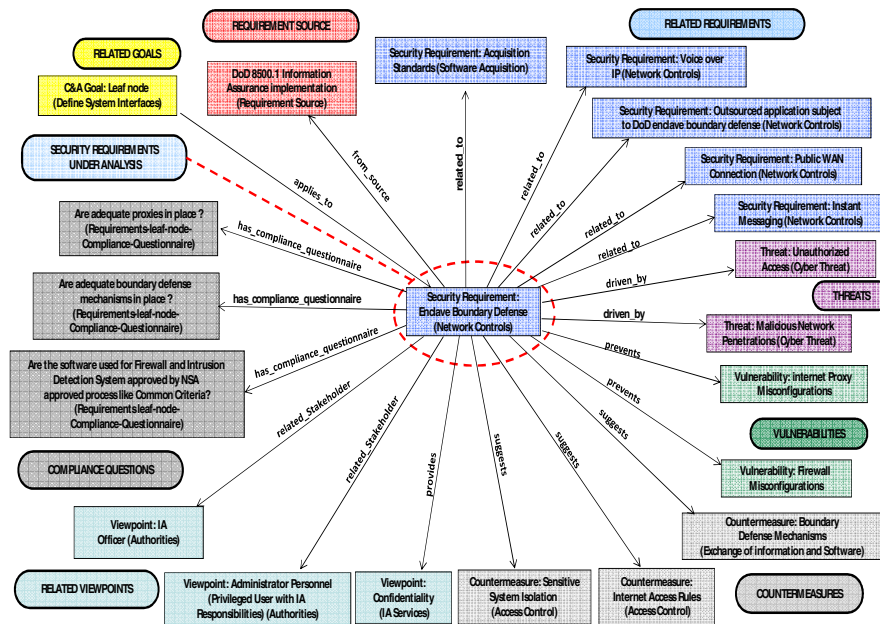 REQUIREMENT SOURCE
RELATED REQUIREMENTS
RELATED GOALS
C&A Goal: Leaf node
(Define System Interfaces)
DoD 8500.1 Information
Assurance implementation
(Requirement Source)
Security Requirement: Acquisition
Standards (Software Acquisition)
Security Requirement: Voice over
IP (Network Controls)
Security Requirement: Outsourced application subject
to DoD enclave boundary defense (Network Controls)
SECURITY REQUIREMENTS
UNDER ANALYSIS
Security Requirement: Public WAN
Connection (Network Controls)
Security Requirement: Instant
Messaging (Network Controls)
applies_to
from_source
related_to
related_to
related_to
related_to
related_to
Are adequate proxies in place ?
(Requirements-leaf-node-
Compliance-Questionnaire)
has_compliance_questionnaire
Threat: Unauthorized
Access (Cyber Threat)
driven_by
THREATS
Are adequate boundary defense
mechanisms in place ?
(Requirements-leaf-node-
Compliance-Questionnaire)
has_compliance_questionnaire
Security Requirement:
Enclave Boundary Defense
(Network Controls)
driven_by
Threat: Malicious Network
Penetrations (Cyber Threat)
Are the software used for Firewall and Intrusion
Detection System approved by NSA
approved process like Common Criteria?
(Requirements leaf-node-
Compliance-Questionnaire)
has_compliance_questionnaire
prevents
Vulnerability: internet Proxy
Misconfigurations
prevents
VULNERABILITIES
Vulnerability: Firewall
Misconfigurations
COMPLIANCE QUESTIONS
related_Stakeholder
related_Stakeholder
provides
suggests
suggests
suggests
Viewpoint: IA
Officer (Authorities)
Countermeasure: Boundary
Defense Mechanisms
(Exchange of information and Software)
RELATED VIEWPOINTS
Viewpoint: Administrator Personnel
(Privileged User with IA
Responsibilities) (Authorities)
Viewpoint:
Confidentiality
(IA Services)
Countermeasure: Sensitive
System Isolation
(Access Control)
Countermeasure:
Internet Access Rules
(Access Control)
COUNTERMEASURES